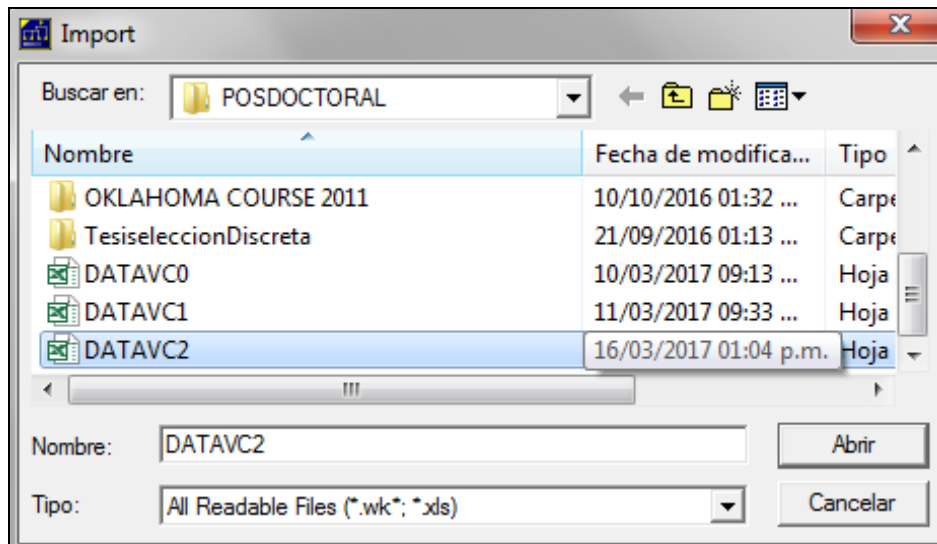 Import
Buscar en: POSDOCTORAL
Nombre Fecha de modifica... Tipo
OKLAHOMA COURSE 2011 10/10/2016 01:32 ... Carpe
TesiseleccionDiscreta 21/09/2016 01:13 ... Carpe
DATAVC0 10/03/2017 09:13 ... Hoja
DATAVC1 11/03/2017 09:33 ... Hoja
DATAVC2 16/03/2017 01:04 p.m. Hoja
Nombre: DATAVC2 Abrir
Tipo: All Readable Files (*.wk*; *.xls) Cancelar